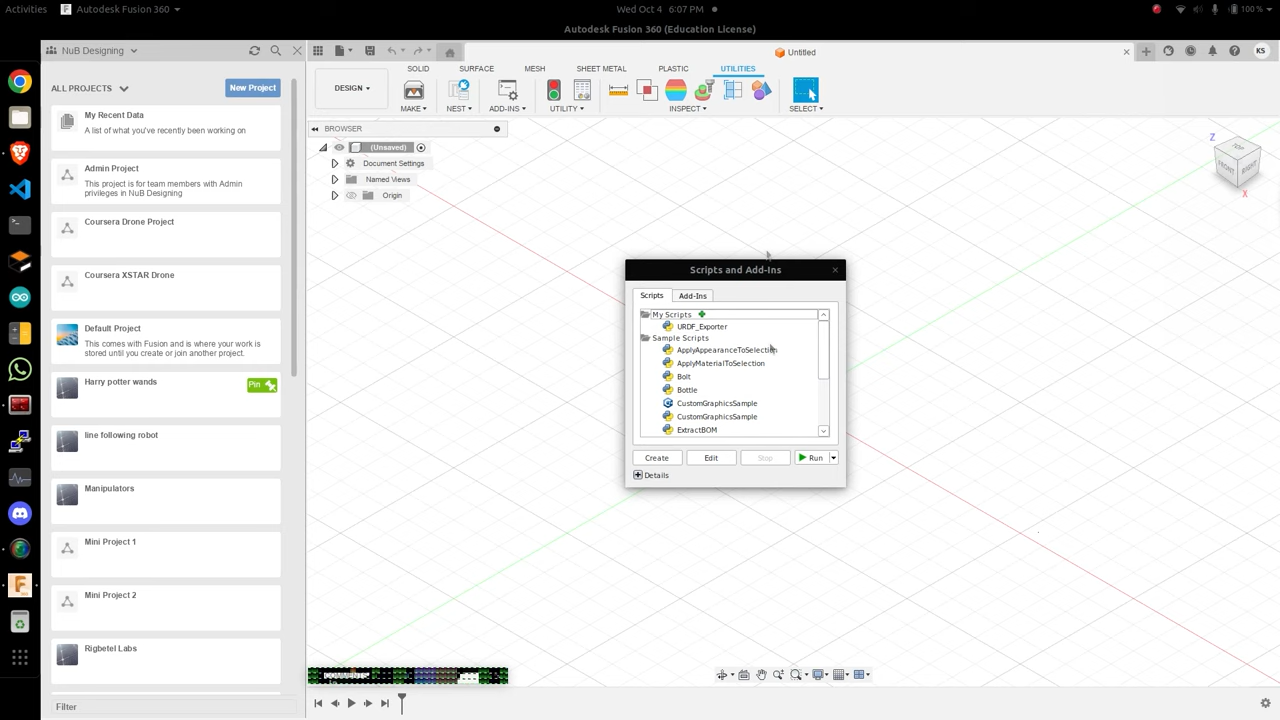 Activities
Autodesk Fusion 360
Wed Oct 4 6:07 PM
100 %
Autodesk Fusion 360 (Education License)
NuB Designing
Untitled
KS
ALL PROJECTS
New Project
My Recent Data
A list of what you've recently been working on
Admin Project
This project is for team members with Admin
privileges in NuB Designing
Coursera Drone Project
Coursera XSTAR Drone
Default Project
This comes with Fusion and is where your work
gets stored until you create or join another project.
Harry potter wands
Pin
line following robot
Manipulators
Mini Project 1
Mini Project 2
Rigbetel Labs
Filter
SOLID
SURFACE
MESH
SHEET METAL
PLASTIC
UTILITIES
DESIGN
MAKE
NEST
ADD-INS
UTILITY
INSPECT
SELECT
BROWSER
(Unsaved)
Document Settings
Named Views
Origin
Z
TOP
FRONT
RIGHT
X
Scripts and Add-Ins
Scripts
Add-Ins
My Scripts
URDF_Exporter
Sample Scripts
ApplyAppearanceToSelection
ApplyMaterialToSelection
Bolt
Bottle
CustomGraphicsSample
CustomGraphicsSample
ExtractBOM
Create
Edit
Stop
Run
Details
COMMENTS